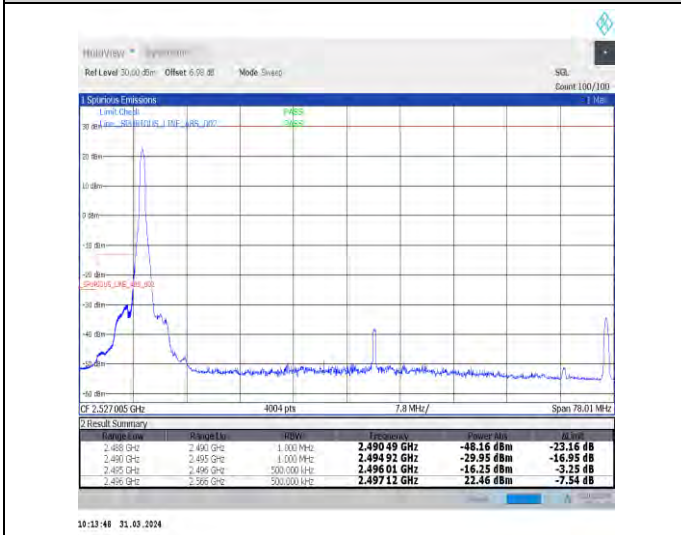 MultiView
Ref Level 30.00 dBm Offset 6.98 dB Mode Sweep SGL
Count 100/100
1 Spurious Emissions 1 Max
Limit Check PASS
30 dBm Line _SPURIOUS_LINE_ABS_002 PASS
20 dBm
10 dBm
0 dBm
-10 dBm
-20 dBm
-30 dBm
-40 dBm
-50 dBm
-60 dBm
CF 2.527005 GHz 4004 pts 7.8 MHz/ Span 78.01 MHz
2 Result Summary
Range Low Range Up RBW Frequency Power Abs ΔLimit
2.488 GHz 2.490 GHz 1.000 MHz 2.490 49 GHz -48.16 dBm -23.16 dB
2.490 GHz 2.495 GHz 1.000 MHz 2.494 92 GHz -29.95 dBm -16.95 dB
2.495 GHz 2.496 GHz 500.000 kHz 2.496 01 GHz -16.25 dBm -3.25 dB
2.496 GHz 2.566 GHz 500.000 kHz 2.497 12 GHz 22.46 dBm -7.54 dB
10:13:48 31.03.2024